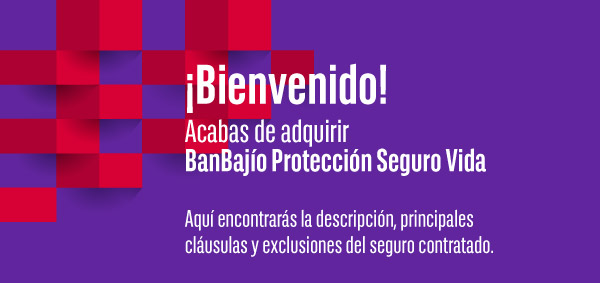 ¡Bienvenido!
Acabas de adquirir
BanBajío Protección Seguro Vida
Aquí encontrarás la descripción, principales
cláusulas y exclusiones del seguro contratado.